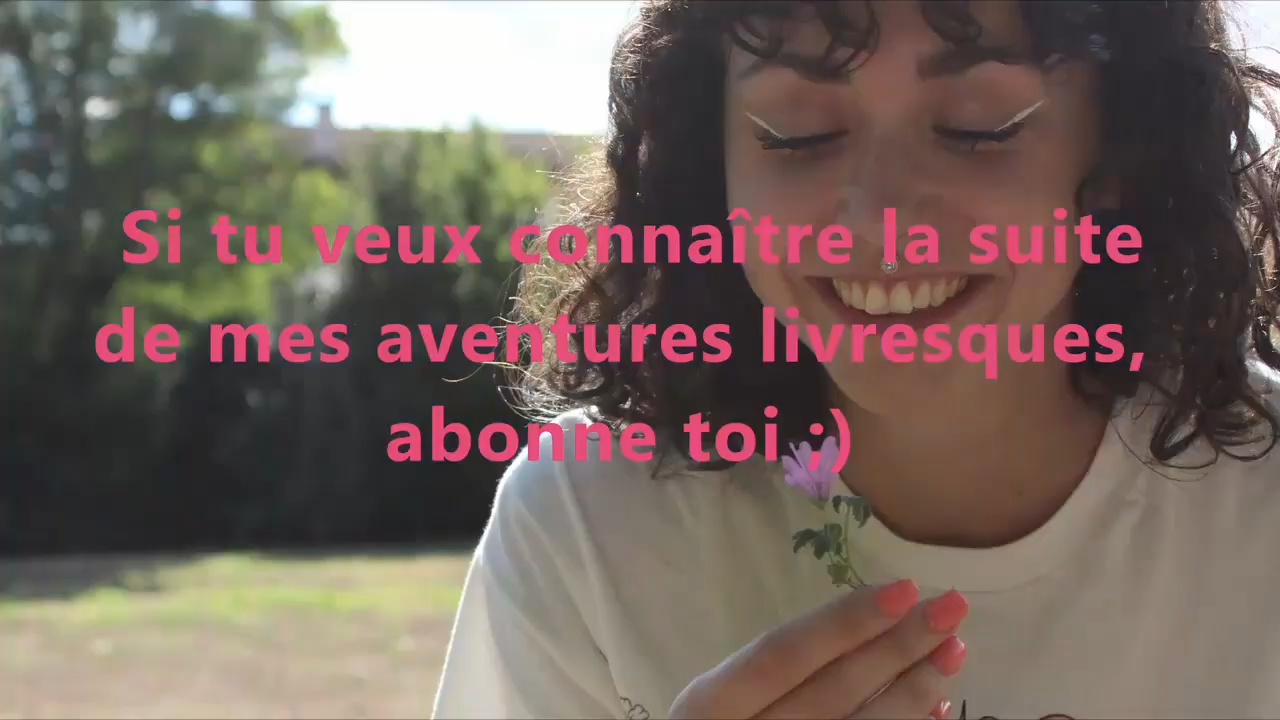 Si tu veux connaître la suite
de mes aventures livresques,
abonne toi ;)